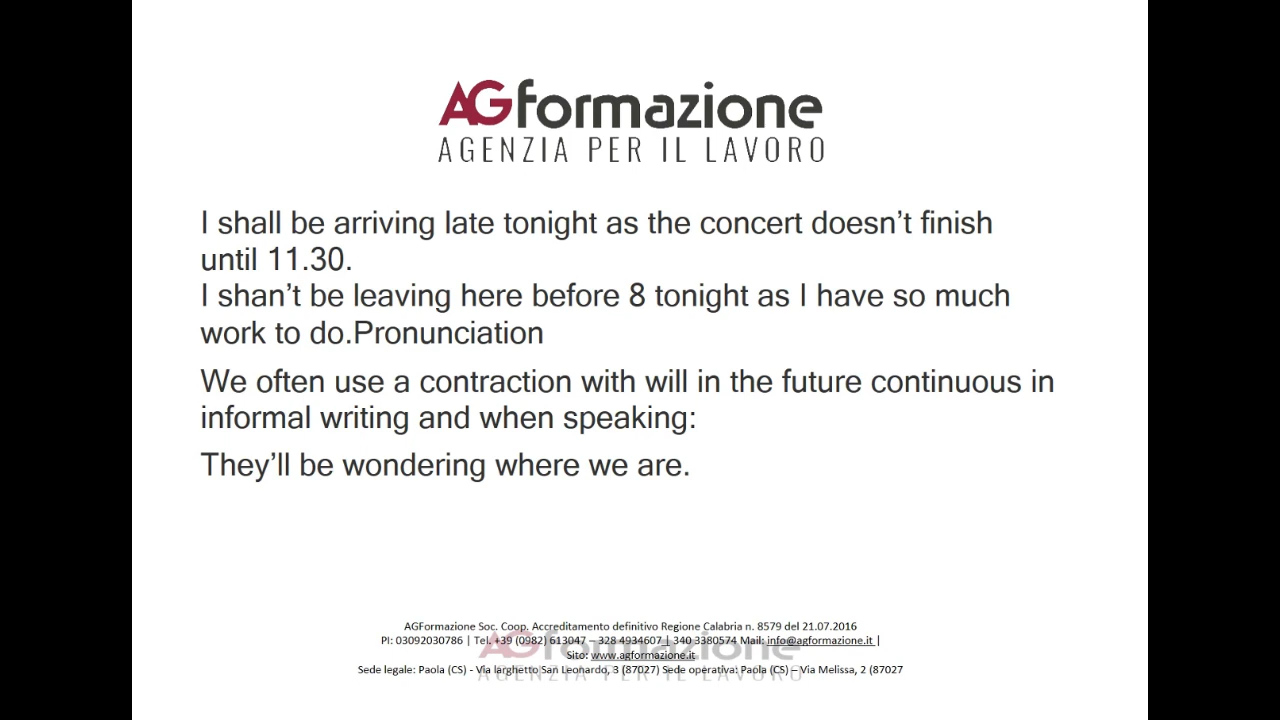 AGformazione
AGENZIA PER IL LAVORO
I shall be arriving late tonight as the concert doesn’t finish
until 11.30.
I shan’t be leaving here before 8 tonight as I have so much
work to do.Pronunciation
We often use a contraction with will in the future continuous in
informal writing and when speaking:
They’ll be wondering where we are.
AGFormazione Soc. Coop. Accreditamento definitivo Regione Calabria n. 8579 del 21.07.2016
PI: 03092030786 | Tel. +39 (0982) 613047 – 328 4934607 | 340 3380574 Mail: info@agformazione.it |
Sito: www.agformazione.it
Sede legale: Paola (CS) - Via larghetto San Leonardo, 3 (87027) Sede operativa: Paola (CS) – Via Melissa, 2 (87027
AGformazione
AGENZIA PER IL LAVORO